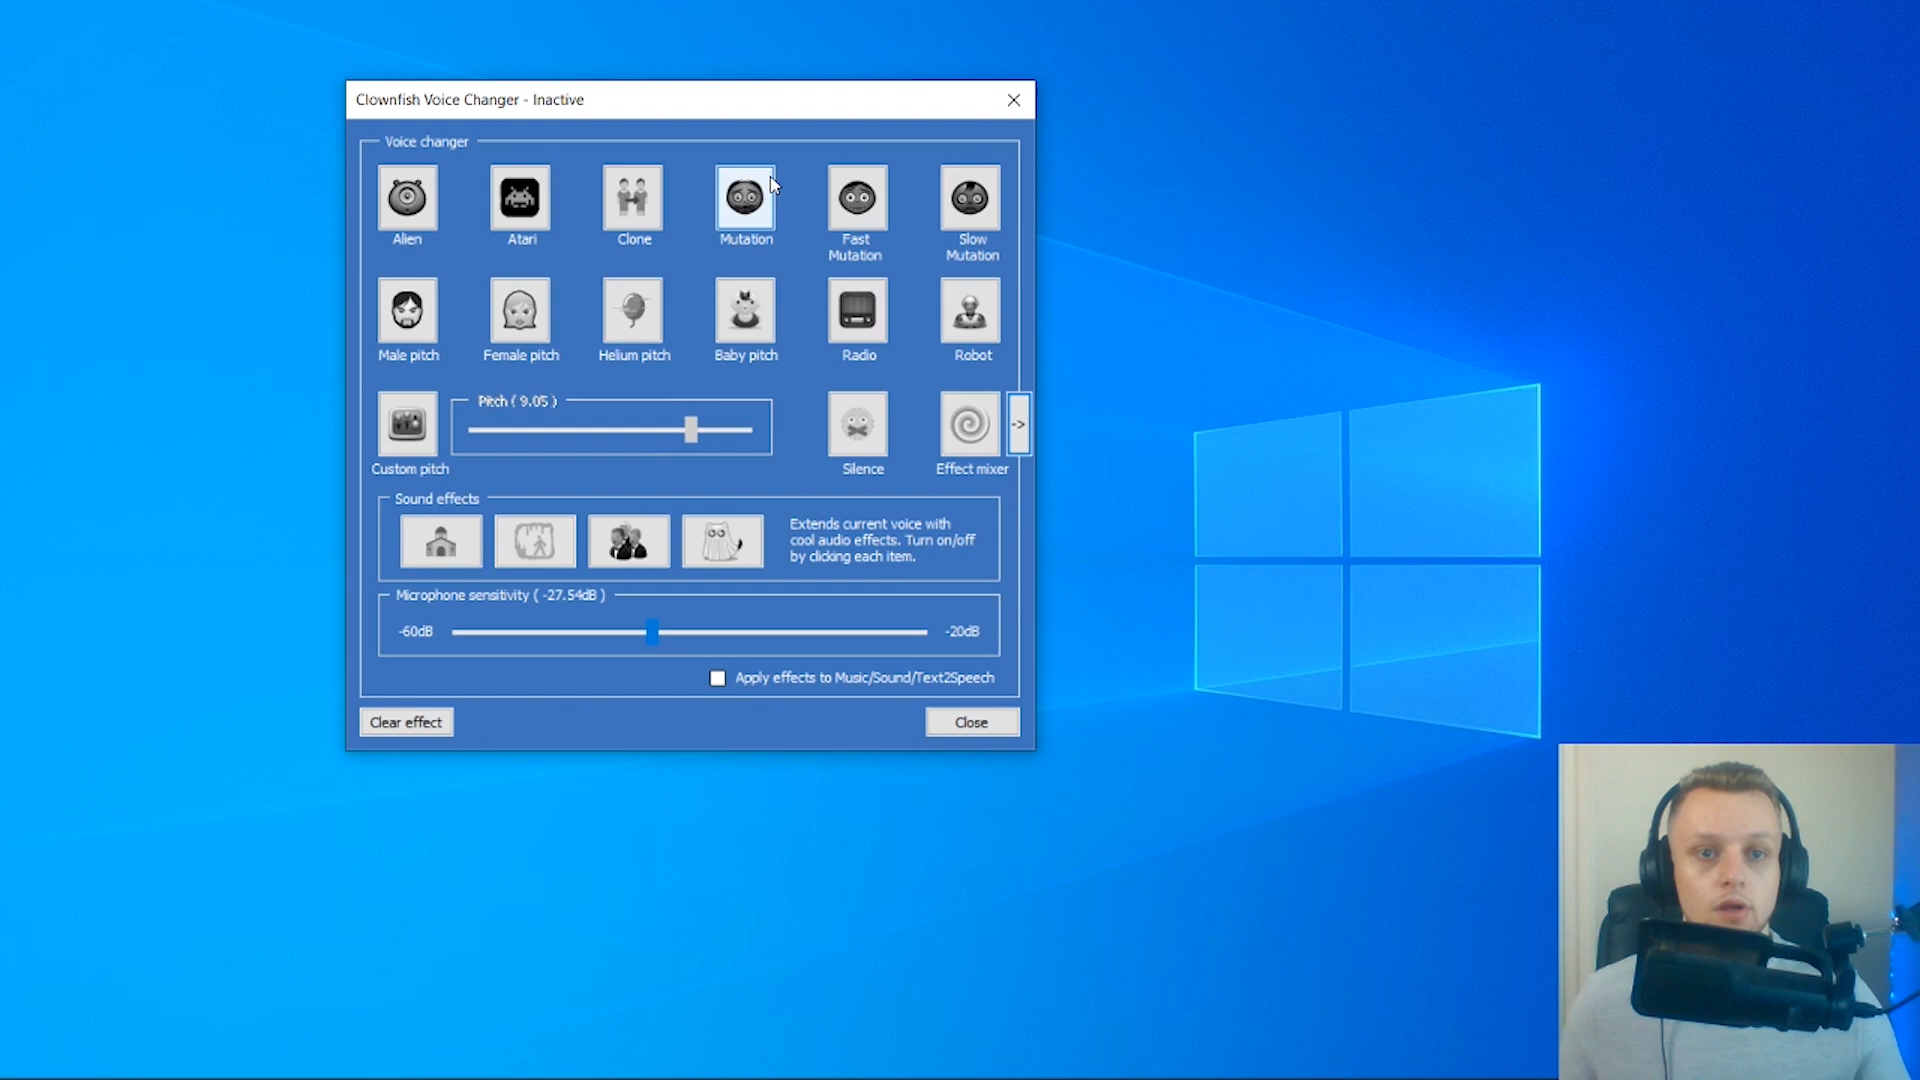 Clownfish Voice Changer - Inactive
Voice changer
Alien
Atari
Clone
Mutation
Fast
Mutation
Slow
Mutation
Male pitch
Female pitch
Helium pitch
Baby pitch
Radio
Robot
Pitch ( 9.05 )
->
Custom pitch
Silence
Effect mixer
Sound effects
Extends current voice with
cool audio effects. Turn on/off
by clicking each item.
Microphone sensitivity ( -27.54dB )
-60dB
-20dB
Apply effects to Music/Sound/Text2Speech
Clear effect
Close